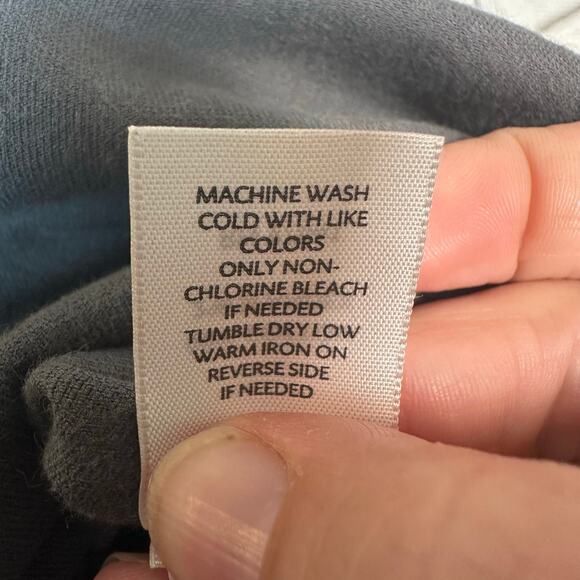 MACHINE WASH
COLD WITH LIKE
COLORS
ONLY NON-
CHLORINE BLEACH
IF NEEDED
TUMBLE DRY LOW
WARM IRON ON
REVERSE SIDE
IF NEEDED